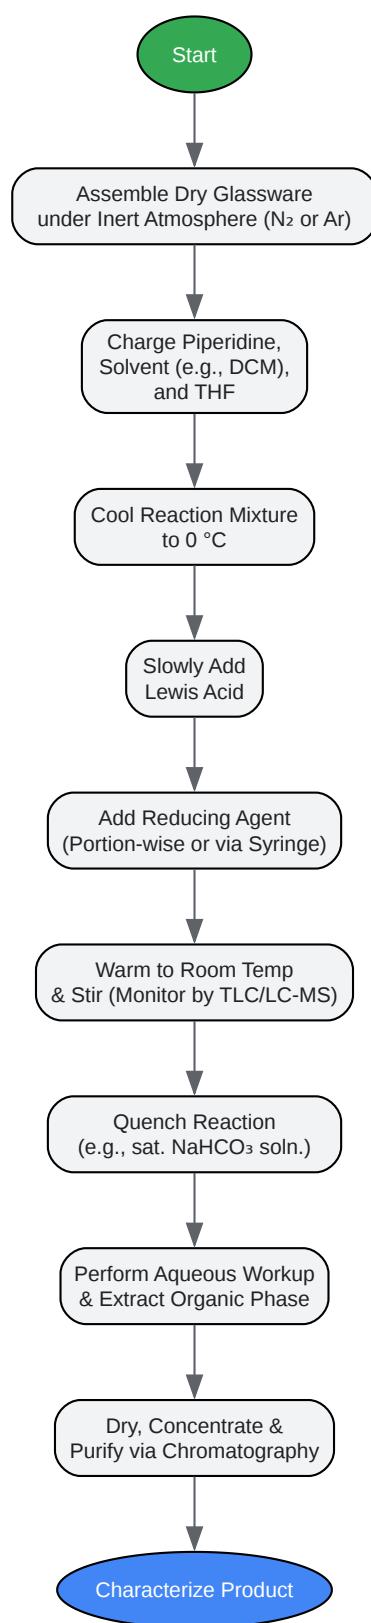 Start
Assemble Dry Glassware
under Inert Atmosphere (N₂ or Ar)
Charge Piperidine,
Solvent (e.g., DCM),
and THF
Cool Reaction Mixture
to 0 °C
Slowly Add
Lewis Acid
Add Reducing Agent
(Portion-wise or via Syringe)
Warm to Room Temp
& Stir (Monitor by TLC/LC-MS)
Quench Reaction
(e.g., sat. NaHCO₃ soln.)
Perform Aqueous Workup
& Extract Organic Phase
Dry, Concentrate &
Purify via Chromatography
Characterize Product